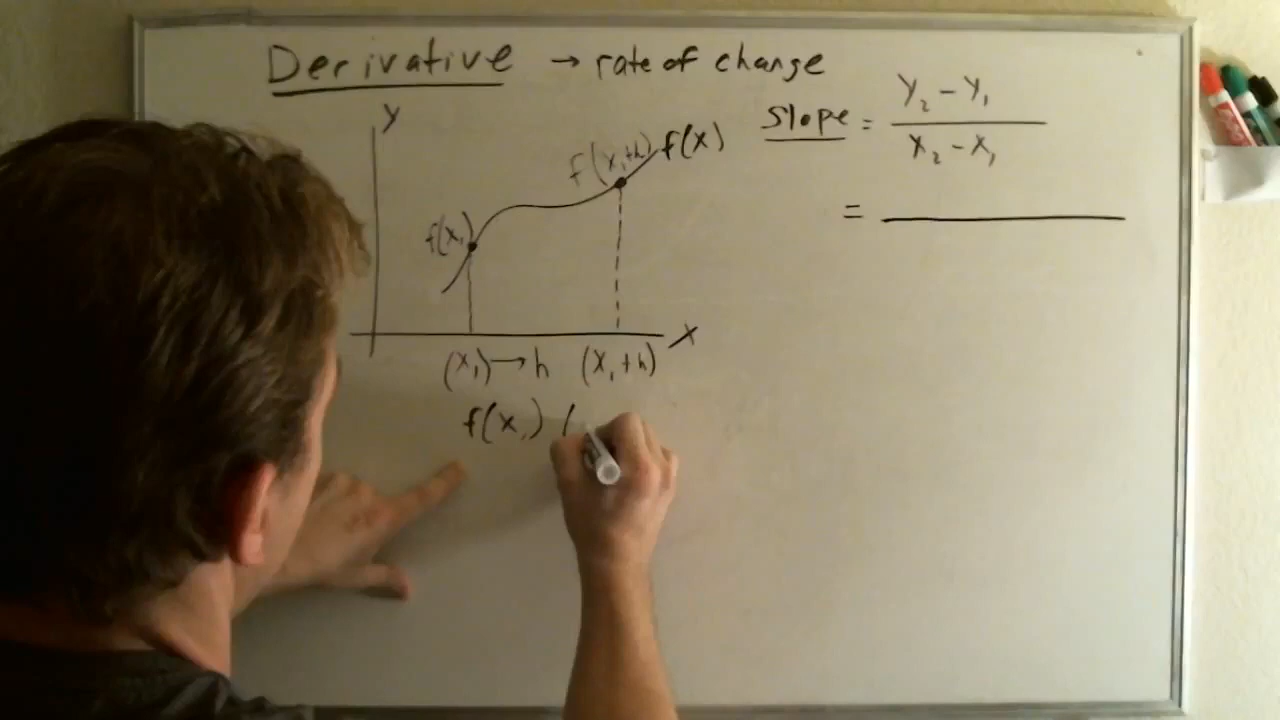 Derivative → rate of change
Y
Slope = Y₂ - Y₁
X₂ - X₁
f(X₁+h) f(X)
=
f(X₁)
X
(X₁) → h (X₁+h)
f(X₁) (